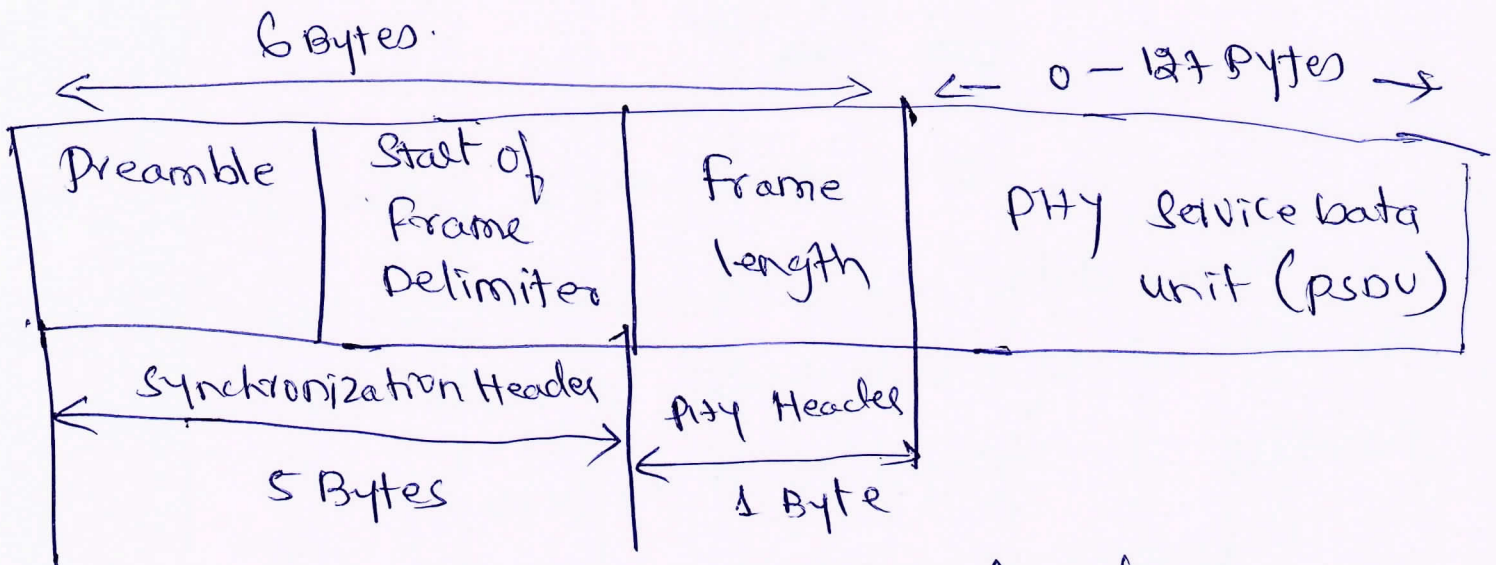 6 Bytes.
0 - 127 Bytes
Preamble
Start of
Frame
Delimiter
Frame
length
PHY Service Data
unit (PSDU)
Synchronization Header
PHY Header
5 Bytes
1 Byte